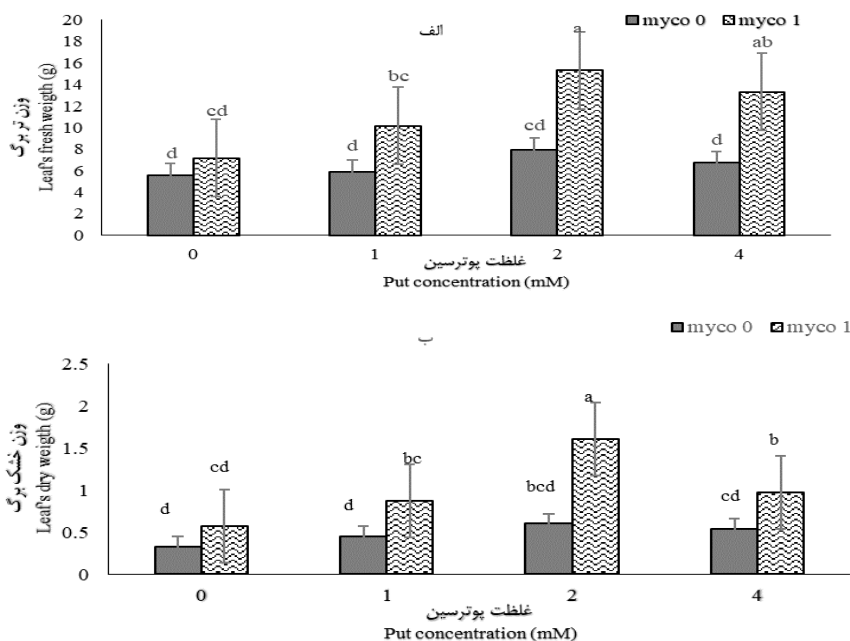 الف
myco 0 myco 1
وزن تر برگ
Leaf's fresh weigth (g)
20
18
16
14
12
10
8
6
4
2
0
d cd d bc cd a d ab
0 1 2 4
غلظت پوترسین
Put concentration (mM)
myco 0 myco 1
ب
وزن خشک برگ
Leaf's dry weigth (g)
2.5
2
1.5
1
0.5
0
d cd d bc bcd a cd b
0 1 2 4
غلظت پوترسین
Put concentration (mM)